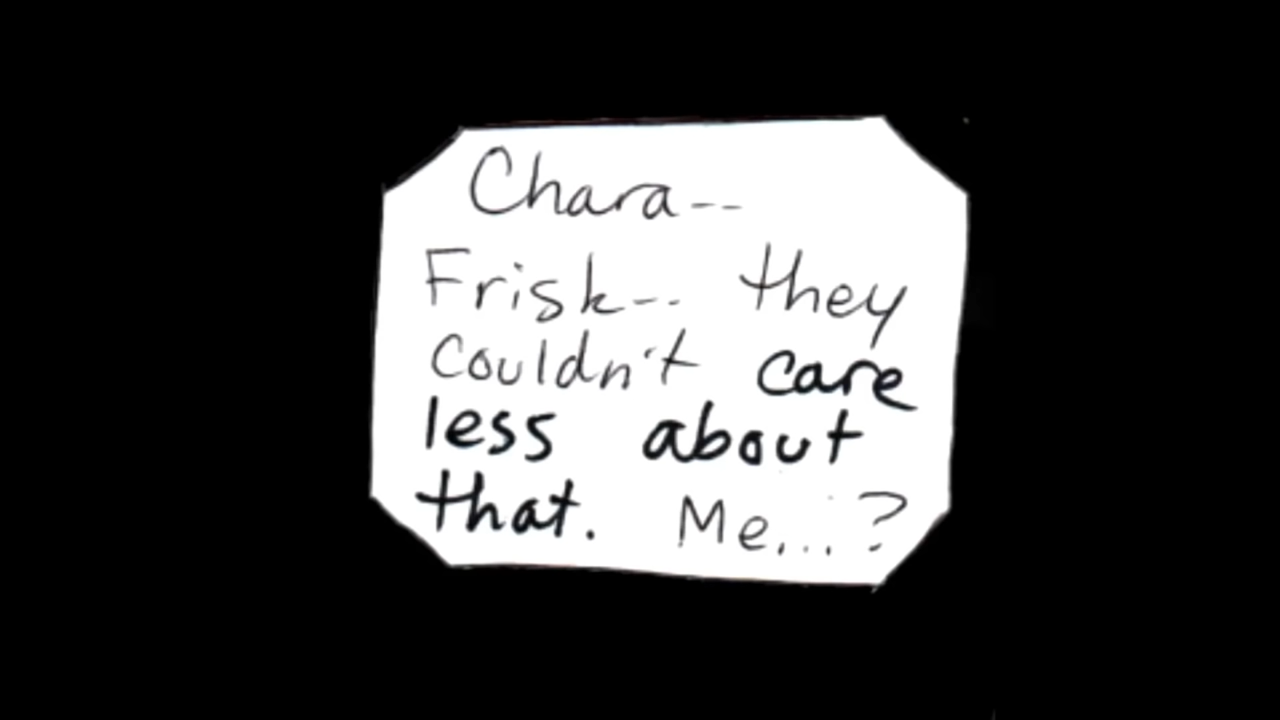 Chara--
Frisk-- they
couldn't care
less about
that. Me...?